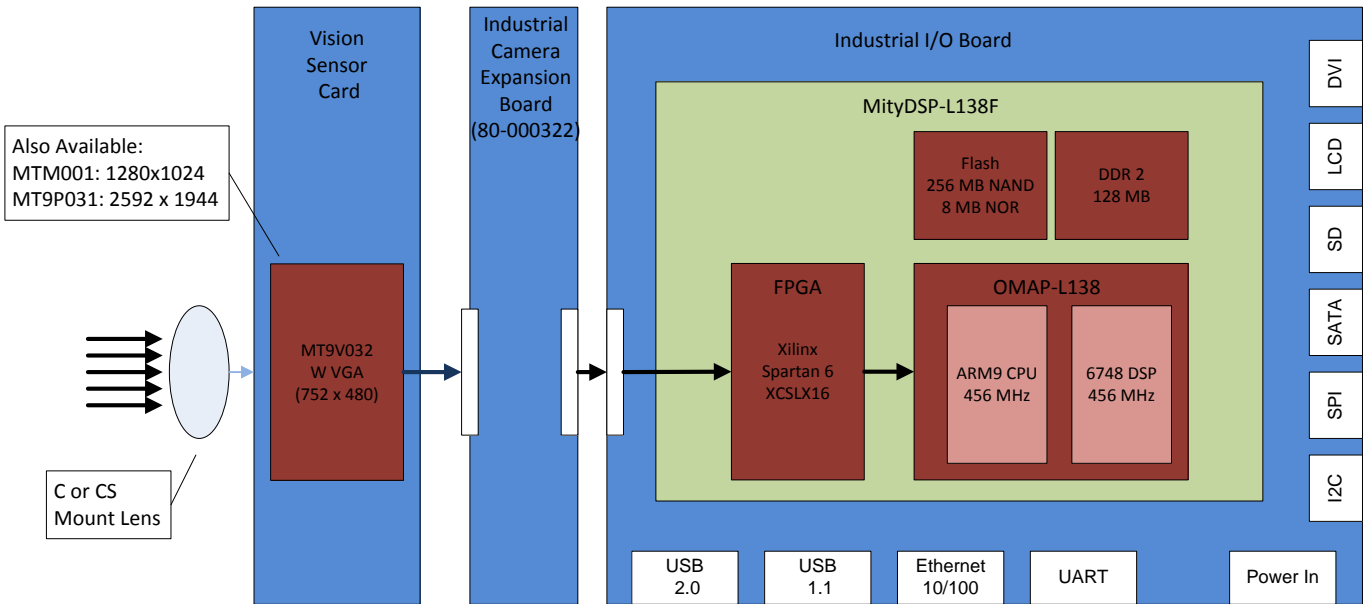 Vision
Sensor
Card
Industrial
Camera
Expansion
Board
(80-000322)
Industrial I/O Board
MityDSP-L138F
Also Available:
MTM001: 1280x1024
MT9P031: 2592 x 1944
Flash
256 MB NAND
8 MB NOR
DDR 2
128 MB
MT9V032
W VGA
(752 x 480)
FPGA
Xilinx
Spartan 6
XCSLX16
OMAP-L138
ARM9 CPU
456 MHz
6748 DSP
456 MHz
C or CS
Mount Lens
DVI
LCD
SD
SATA
SPI
I2C
USB
2.0
USB
1.1
Ethernet
10/100
UART
Power In